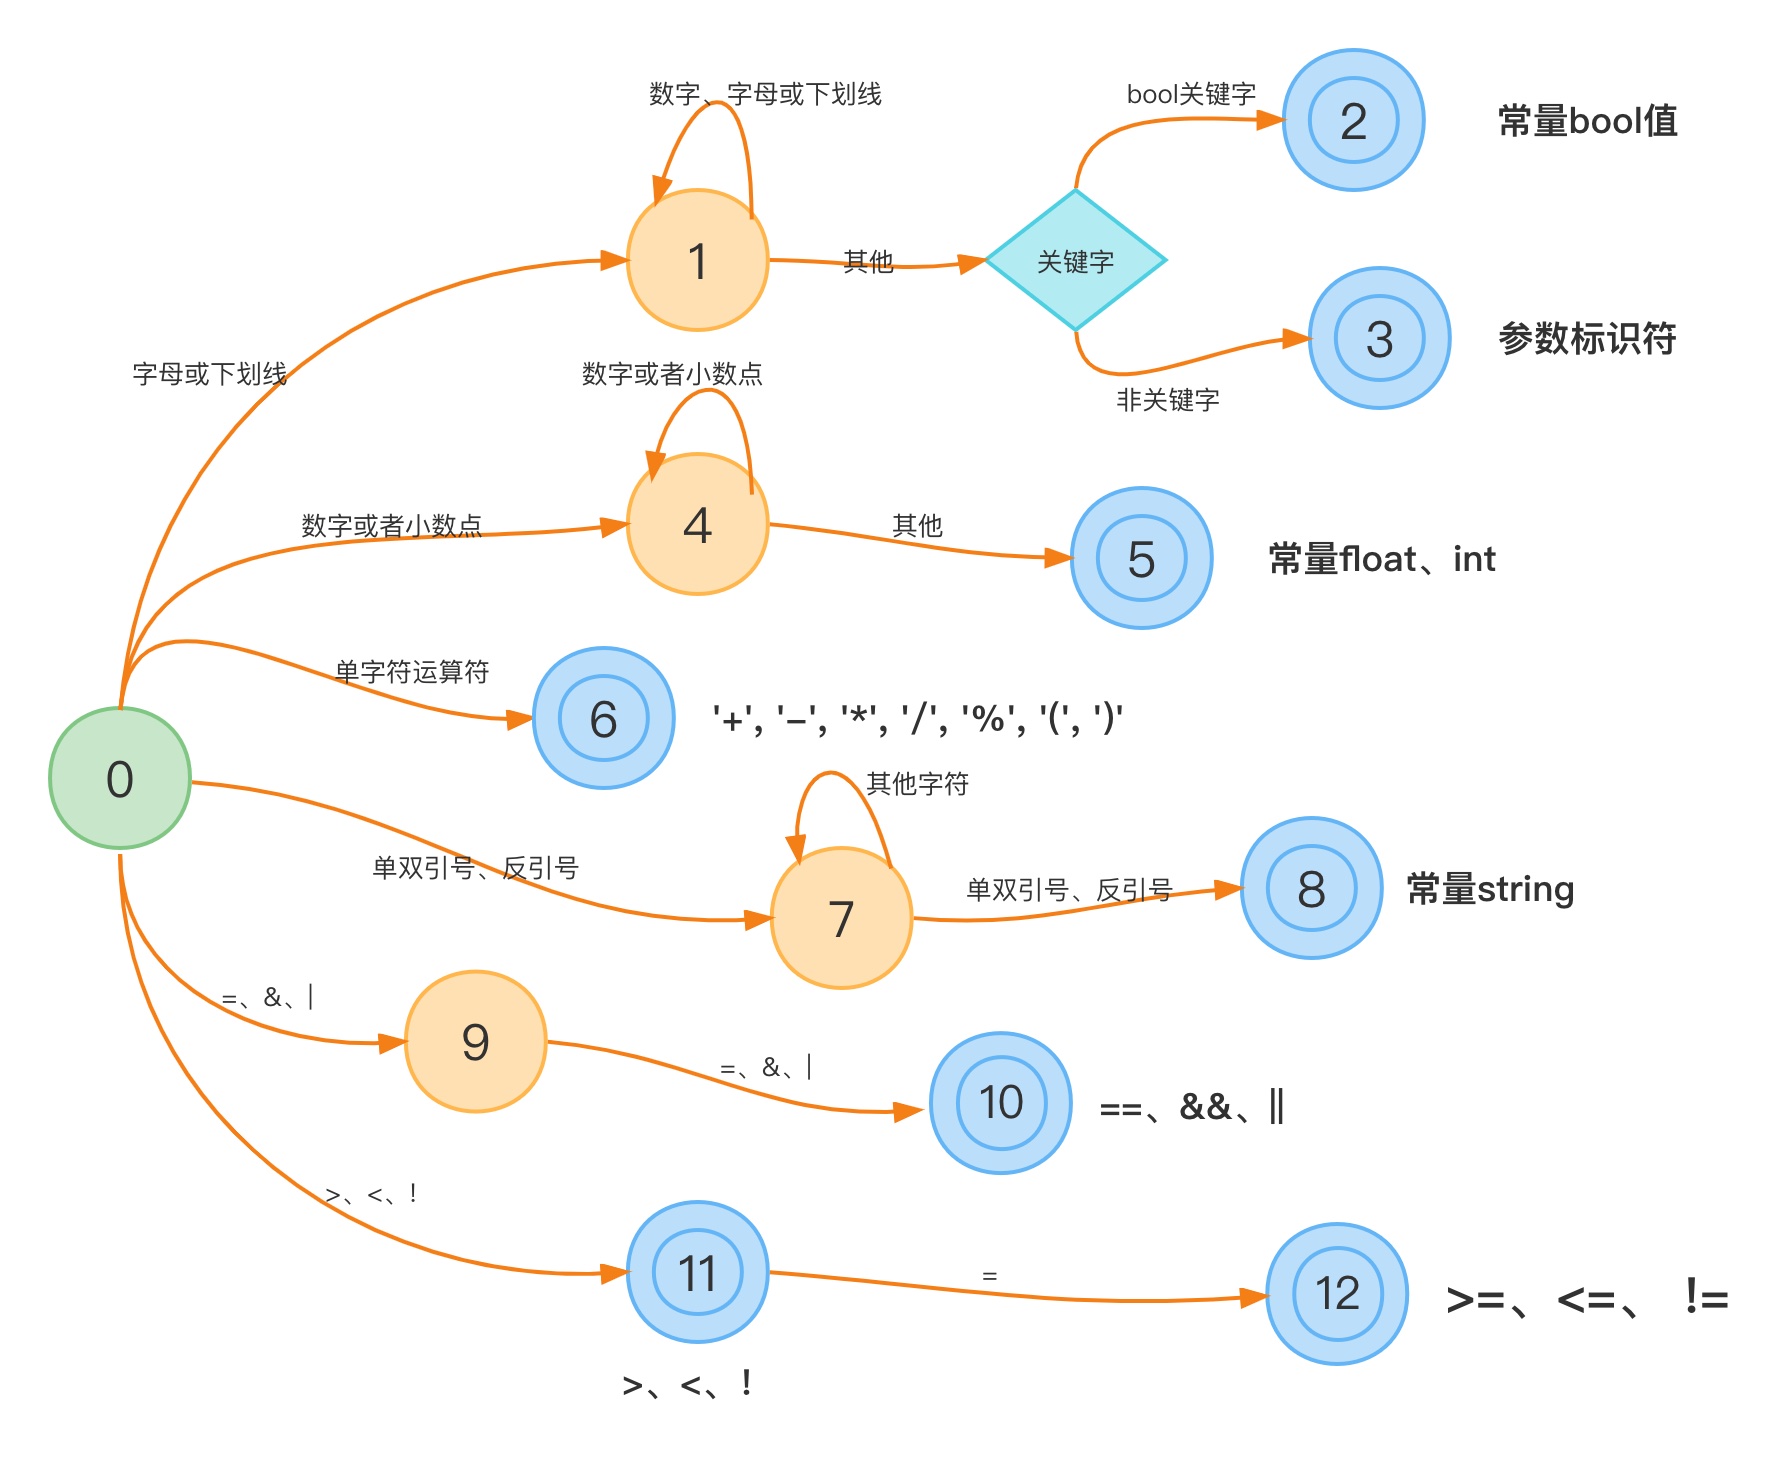 数字、字母或下划线
bool关键字
2
常量bool值
1
其他
关键字
3
参数标识符
字母或下划线
数字或者小数点
非关键字
数字或者小数点
4
其他
5
常量float、int
单字符运算符
6
'+', '-', '*', '/', '%', '(', ')'
0
其他字符
单双引号、反引号
7
单双引号、反引号
8
常量string
=、&、|
9
=、&、|
10
==、&&、||
>、<、!
11
=
12
>=、<=、 !=
>、<、!